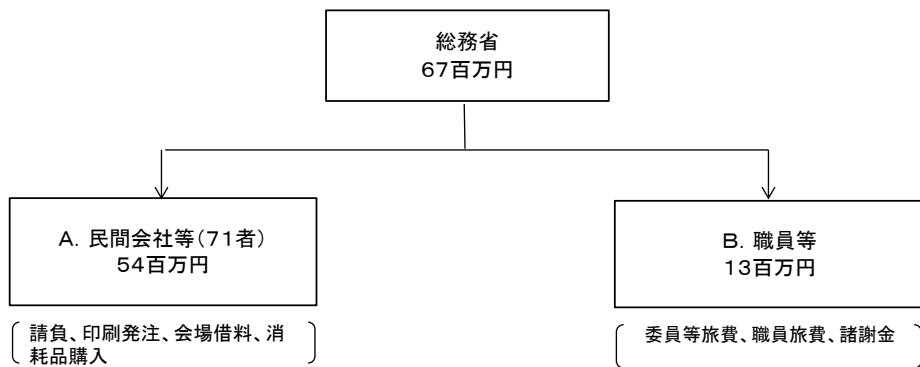 総務省
67百万円
A. 民間会社等(71者)
54百万円
B. 職員等
13百万円
請負、印刷発注、会場借料、消
耗品購入
委員等旅費、職員旅費、諸謝金